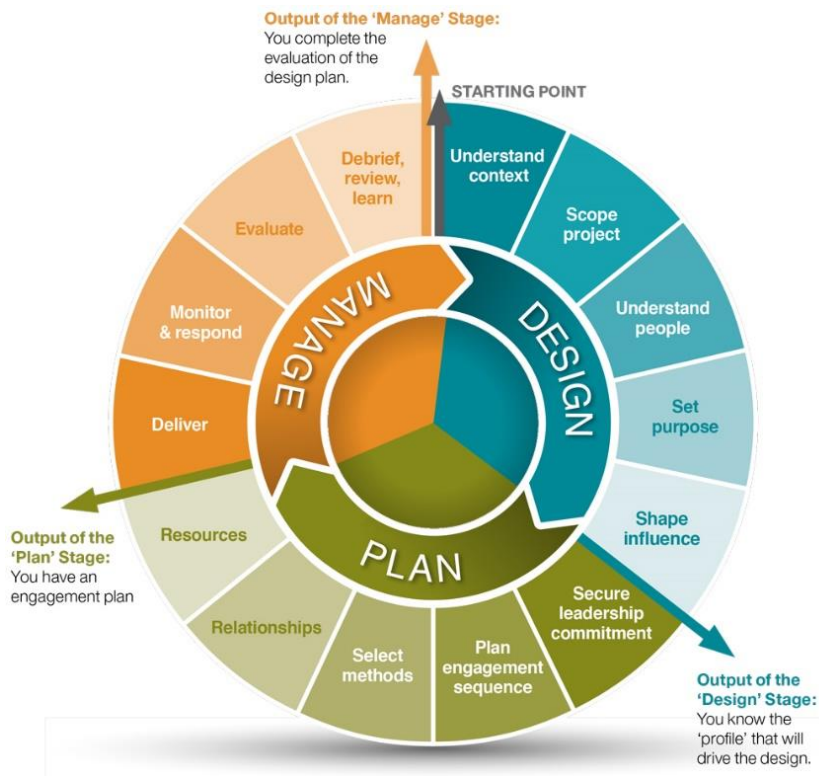 Output of the ‘Manage’ Stage:
You complete the
evaluation of the
design plan.
STARTING POINT
Understand
context
Scope
project
Understand
people
Set
purpose
Shape
influence
Secure
leadership
commitment
Plan
engagement
sequence
Select
methods
Relationships
Resources
Deliver
Monitor
& respond
Evaluate
Debrief,
review,
learn
DESIGN
PLAN
MANAGE
Output of the
‘Design’ Stage:
You know the
‘profile’ that will
drive the design.
Output of the
‘Plan’ Stage:
You have an
engagement plan